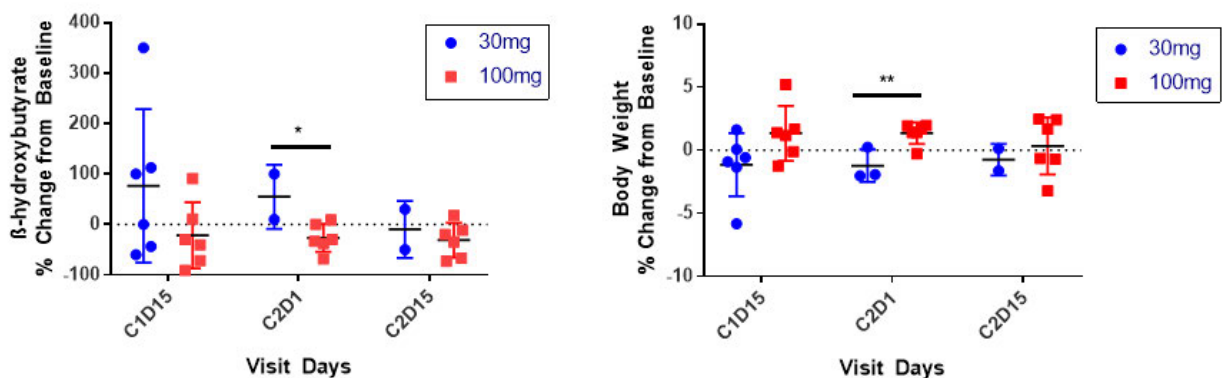 ß-hydroxybutyrate
% Change from Baseline
400
300
200
100
0
-100
30mg
100mg
*
C1D15
C2D1
C2D15
Visit Days
Body Weight
% Change from Baseline
10
5
0
-5
-10
30mg
100mg
**
C1D15
C2D1
C2D15
Visit Days